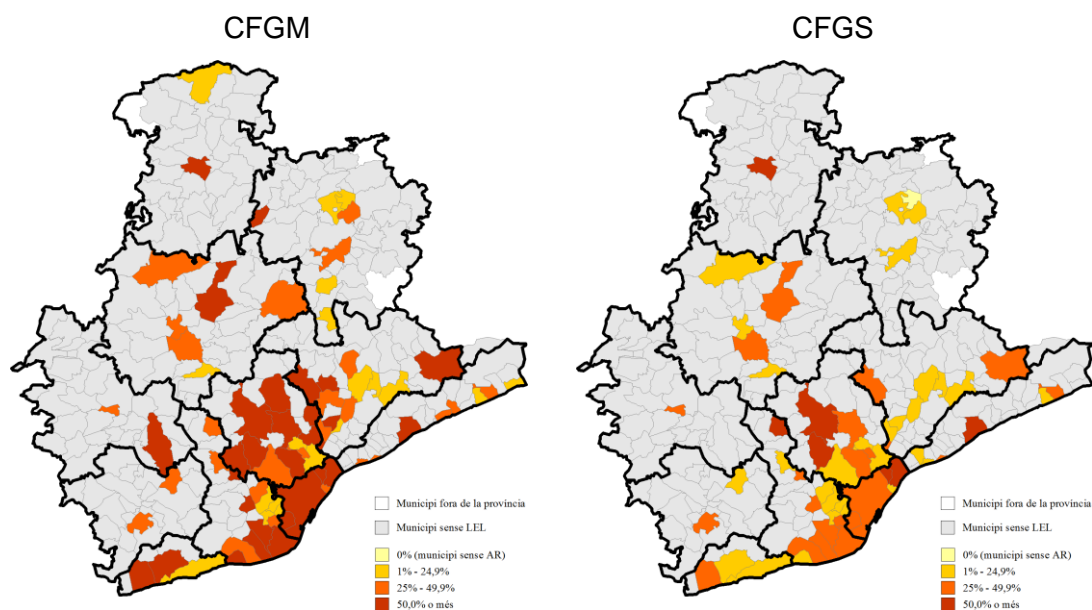 CFGM
CFGS
Municipi fora de la província
Municipi sense LEL
0% (municipi sense AR)
1% - 24,9%
25% - 49,9%
50,0% o més
Municipi fora de la província
Municipi sense LEL
0% (municipi sense AR)
1% - 24,9%
25% - 49,9%
50,0% o més